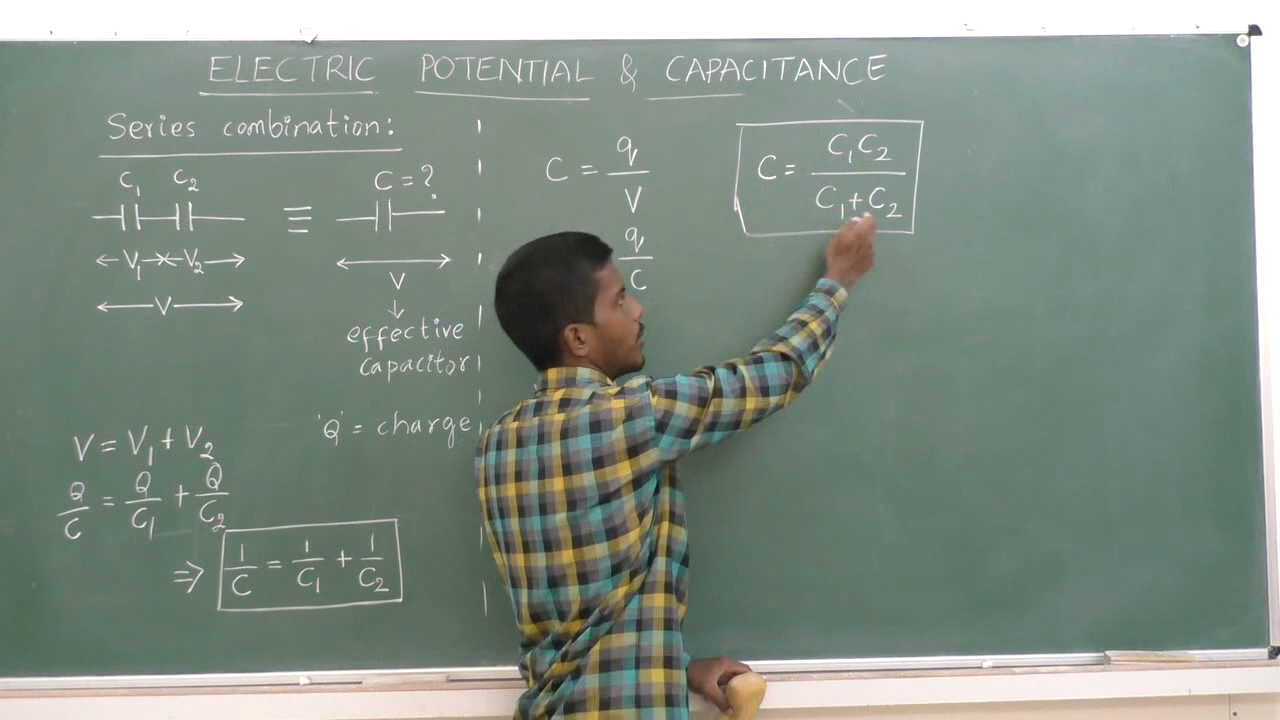 ELECTRIC POTENTIAL & CAPACITANCE
Series combination:
C₁ C₂
≡
C = ?
V₁ V₂
V
V
↓
effective
capacitor
'Q' = charge
V = V₁ + V₂
Q/C = Q/C₁ + Q/C₂
⇒ 1/C = 1/C₁ + 1/C₂
C = q/V
q/C
C = C₁C₂/C₁+C₂